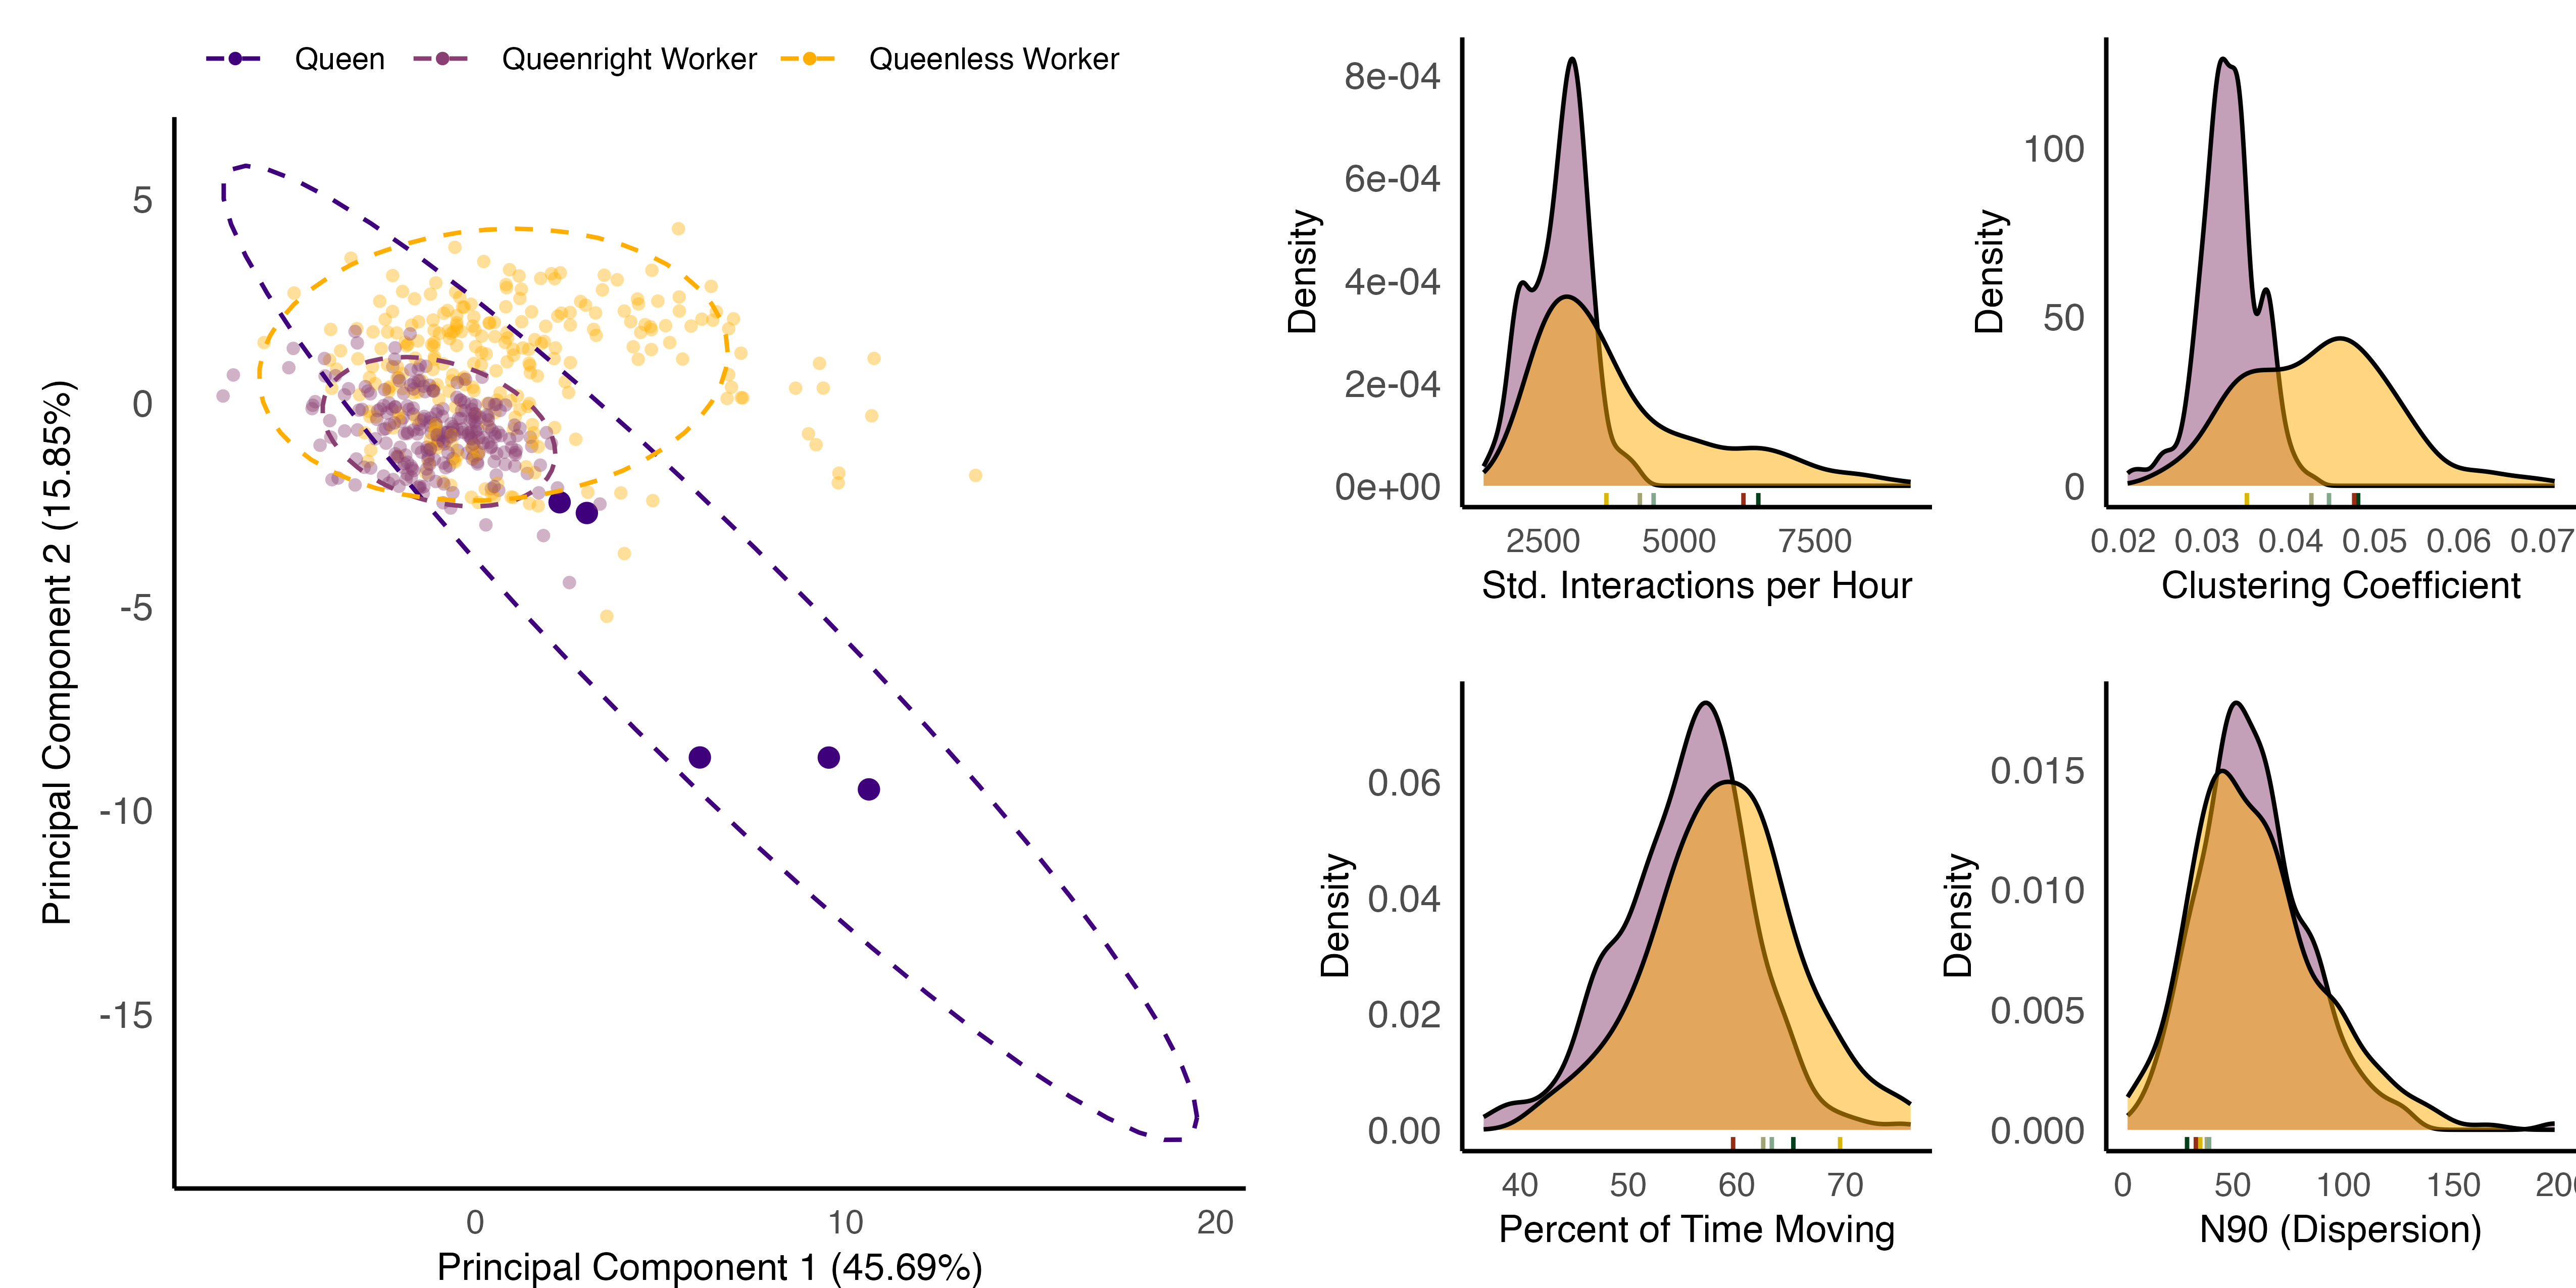 Queen Queenright Worker Queenless Worker
Principal Component 2 (15.85%)
5
0
-5
-10
-15
0 10 20
Principal Component 1 (45.69%)
Density
8e-04
6e-04
4e-04
2e-04
0e+00
2500 5000 7500
Std. Interactions per Hour
Density
100
50
0
0.02 0.03 0.04 0.05 0.06 0.07
Clustering Coefficient
Density
0.06
0.04
0.02
0.00
40 50 60 70
Percent of Time Moving
Density
0.015
0.010
0.005
0.000
0 50 100 150
N90 (Dispersion)